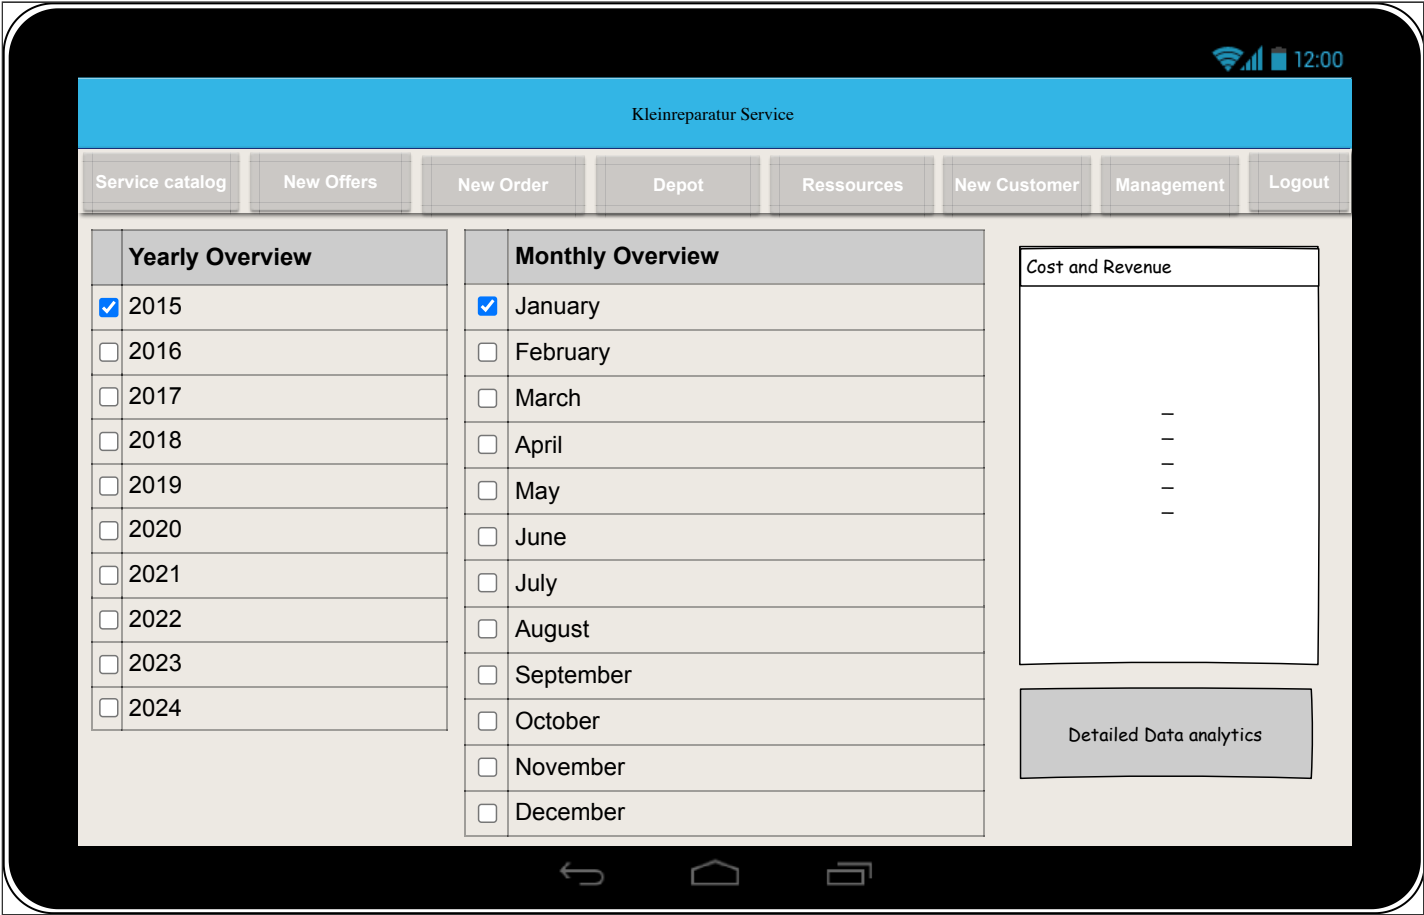 12:00
Kleinreparatur Service
Service catalog
New Offers
New Order
Depot
Ressources
New Customer
Management
Logout
Yearly Overview
2015
2016
2017
2018
2019
2020
2021
2022
2023
2024
Monthly Overview
January
February
March
April
May
June
July
August
September
October
November
December
Cost and Revenue
_
_
_
_
_
Detailed Data analytics